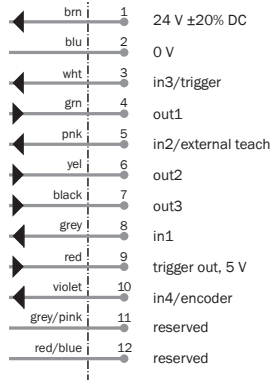 brn 1 24 V ±20% DC
blu 2 0 V
wht 3 in3/trigger
grn 4 out1
pnk 5 in2/external teach
yel 6 out2
black 7 out3
grey 8 in1
red 9 trigger out, 5 V
violet 10 in4/encoder
grey/pink 11 reserved
red/blue 12 reserved